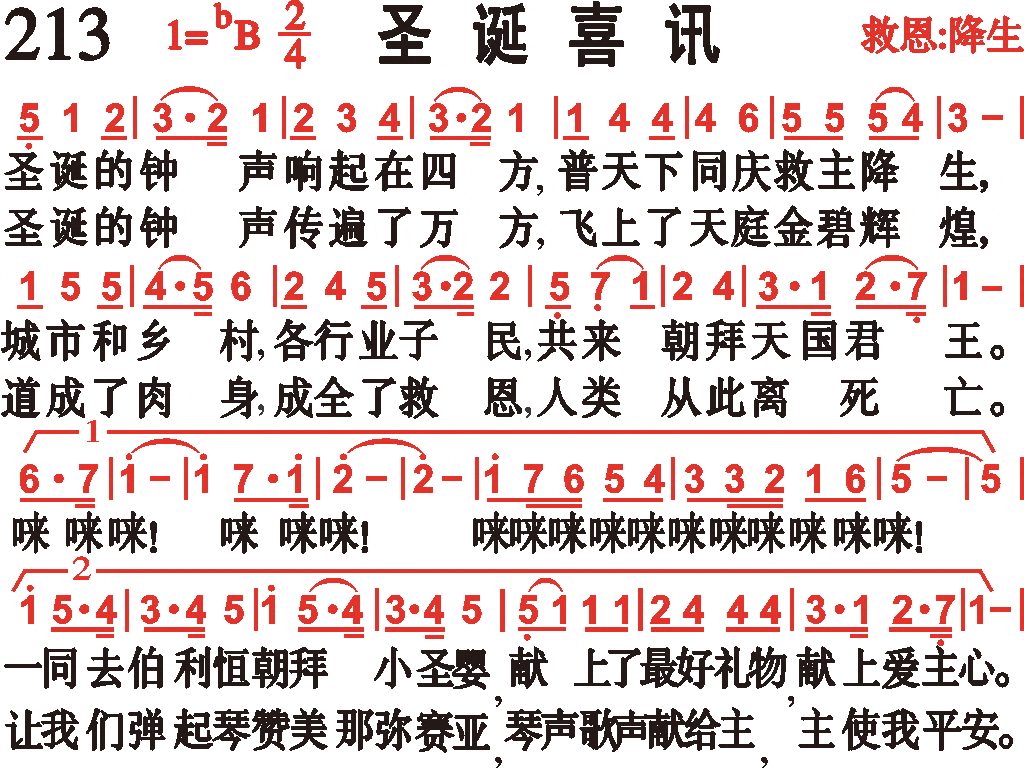 213 1=ᵇB 2/4 圣诞喜讯 救恩:降生
5 1 2|3·2 1|2 3 4|3·2 1|1 4 4|4 6|5 5 5 4|3 -|
圣诞的钟 声响起在四 方,普天下同庆救主降 生,
圣诞的钟 声传遍了万 方,飞上了天庭金碧辉 煌,
1 5 5|4·5 6|2 4 5|3·2 2|5 7 1|2 4|3·1 2·7|1 -|
城市和乡 村,各行业子 民,共来 朝拜天国君 王。
道成了肉 身,成全了救 恩,人类 从此离 死 亡。
1
6·7|1 -|1 7·1|2 -|2 -|1 7 6 5 4|3 3 2 1 6|5 -|5
咪 咪咪! 咪 咪咪! 咪咪咪咪咪咪咪咪咪 咪咪!
2
1 5·4|3·4 5|1 5·4|3·4 5|5 1 1 1|2 4 4 4|3·1 2·7|1-|
一同去伯利恒朝拜 小圣婴,献 上了最好礼物,献上爱主心。
让我们弹起琴赞美那弥赛亚,琴声歌声献给主,主使我平安。